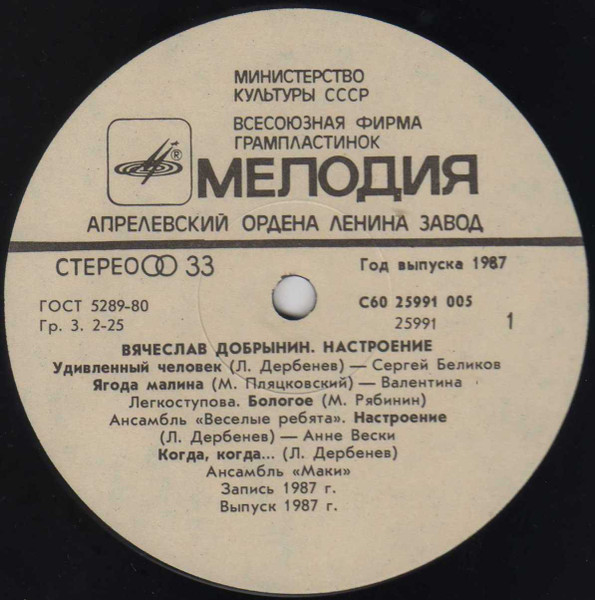 МИНИСТЕРСТВО
КУЛЬТУРЫ СССР
ВСЕСОЮЗНАЯ ФИРМА
ГРАМПЛАСТИНОК
®
МЕЛОДИЯ
АПРЕЛЕВСКИЙ ОРДЕНА ЛЕНИНА ЗАВОД
СТЕРЕО 33
Год выпуска 1987
ГОСТ 5289-80
С60 25991 005
Гр. 3. 2-25
25991 1
ВЯЧЕСЛАВ ДОБРЫНИН. НАСТРОЕНИЕ
Удивленный человек (Л. Дербенев) — Сергей Беликов
Ягода малина (М. Пляцковский) — Валентина
Легкоступова. Бологое (М. Рябинин)
Ансамбль «Веселые ребята». Настроение
(Л. Дербенев) — Анне Вески
Когда, когда... (Л. Дербенев)
Ансамбль «Маки»
Запись 1987 г.
Выпуск 1987 г.